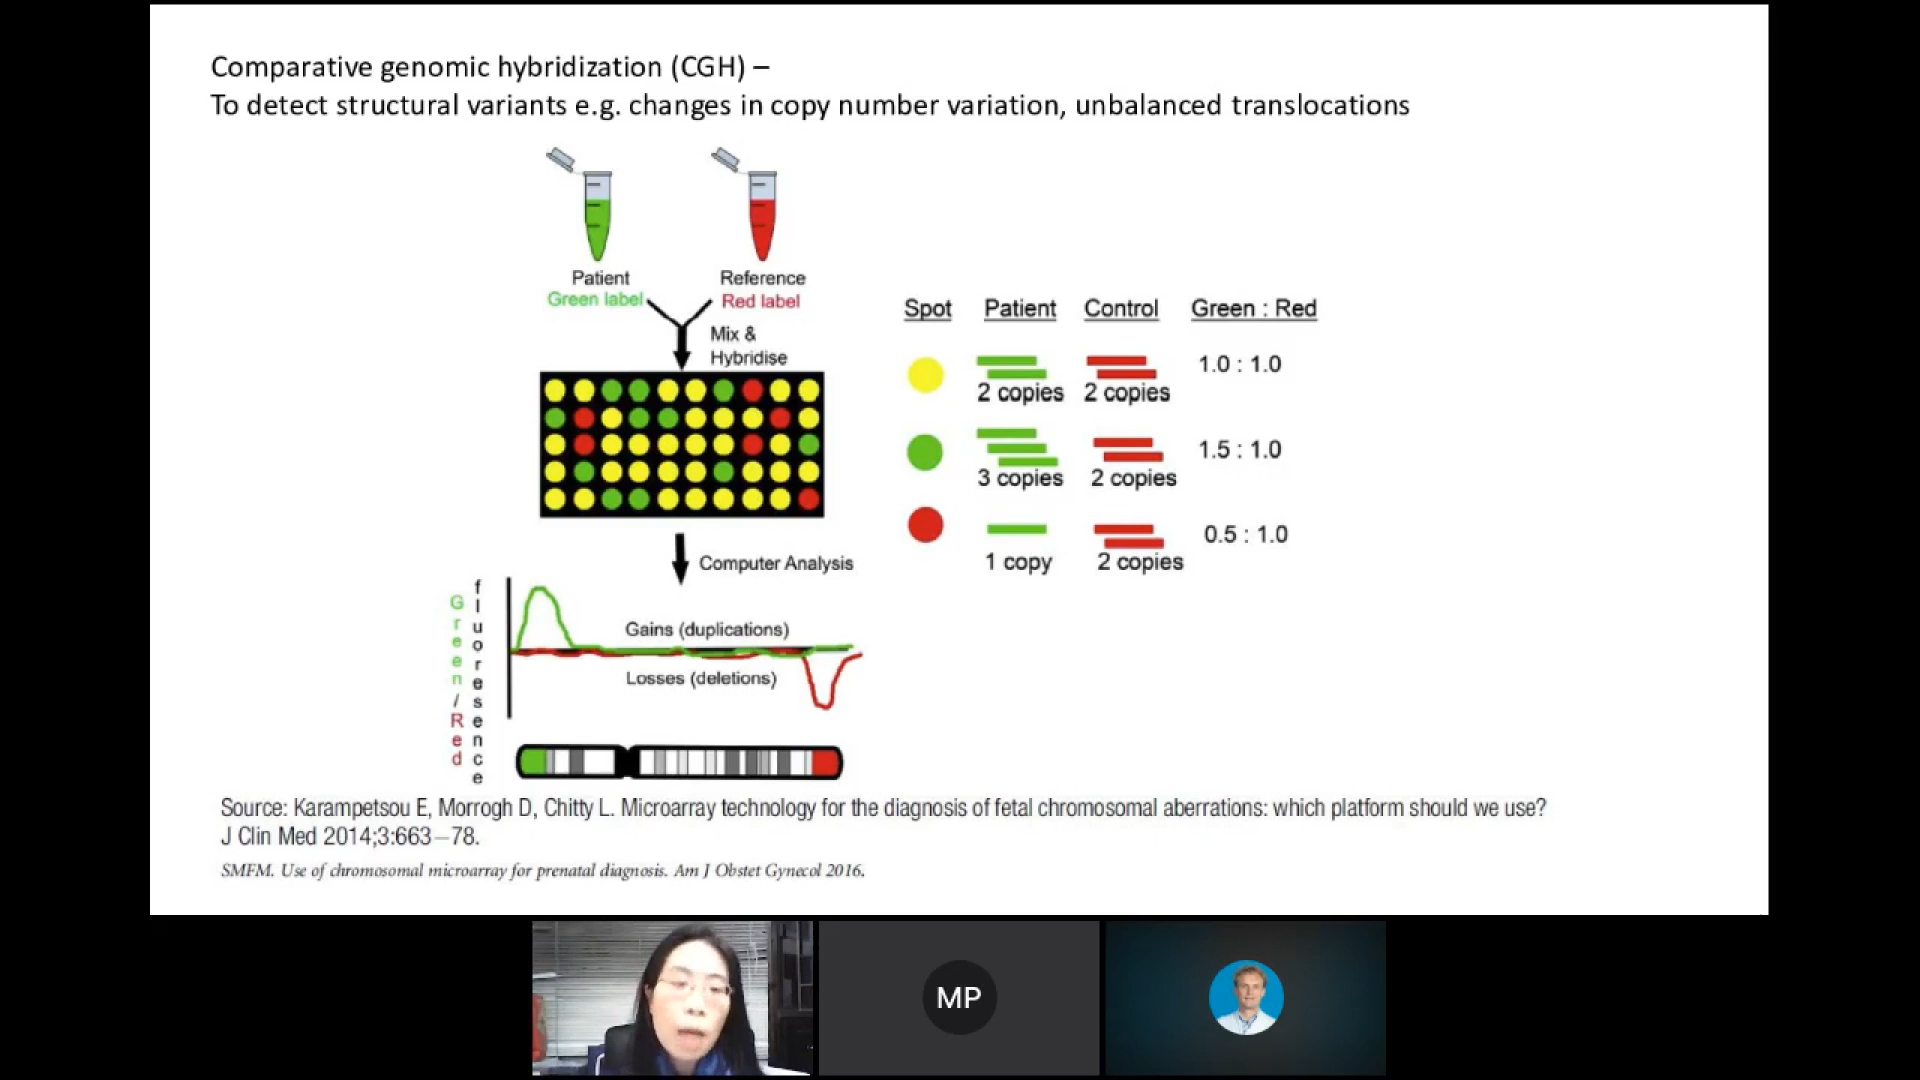 Comparative genomic hybridization (CGH) –
To detect structural variants e.g. changes in copy number variation, unbalanced translocations
Patient
Green label
Reference
Red label
Mix &
Hybridise
Computer Analysis
Green/Red
fluoresence
Gains (duplications)
Losses (deletions)
Spot Patient Control Green : Red
2 copies 2 copies 1.0 : 1.0
3 copies 2 copies 1.5 : 1.0
1 copy 2 copies 0.5 : 1.0
Source: Karampetsou E, Morrogh D, Chitty L. Microarray technology for the diagnosis of fetal chromosomal aberrations: which platform should we use?
J Clin Med 2014;3:663–78.
SMFM. Use of chromosomal microarray for prenatal diagnosis. Am J Obstet Gynecol 2016.
MP